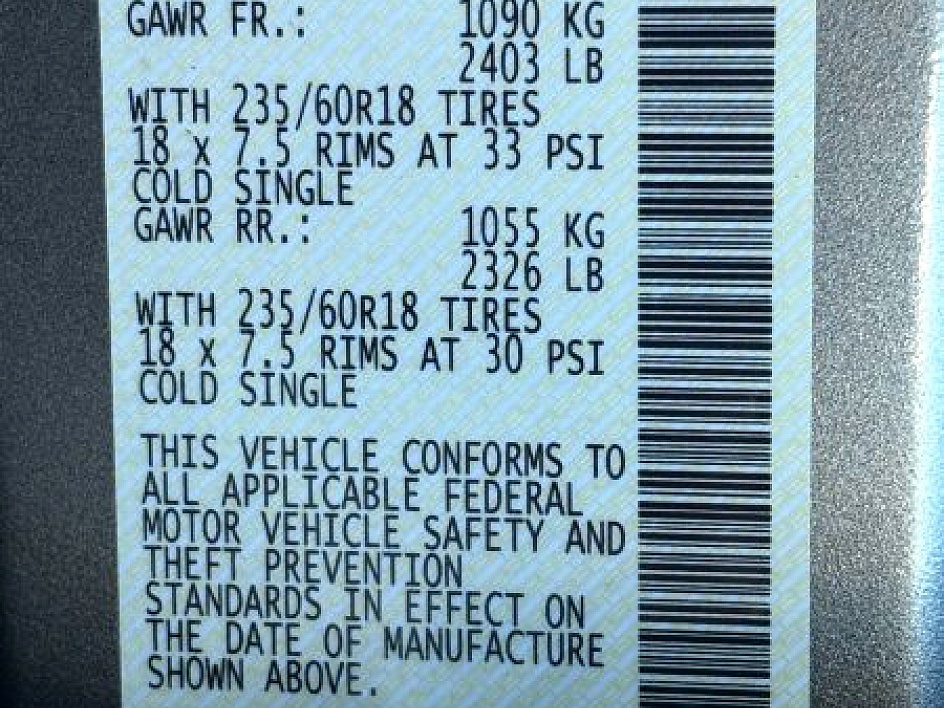 GAWR FR.: 1090 KG
2403 LB
WITH 235/60R18 TIRES
18 x 7.5 RIMS AT 33 PSI
COLD SINGLE
GAWR RR.: 1055 KG
2326 LB
WITH 235/60R18 TIRES
18 x 7.5 RIMS AT 30 PSI
COLD SINGLE
THIS VEHICLE CONFORMS TO
ALL APPLICABLE FEDERAL
MOTOR VEHICLE SAFETY AND
THEFT PREVENTION
STANDARDS IN EFFECT ON
THE DATE OF MANUFACTURE
SHOWN ABOVE.